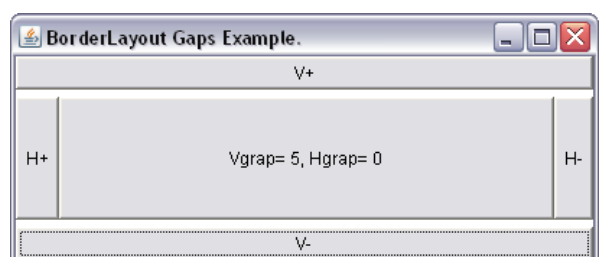 BorderLayout Gaps Example.
V+
H+ Vgrap= 5, Hgrap= 0 H-
V-